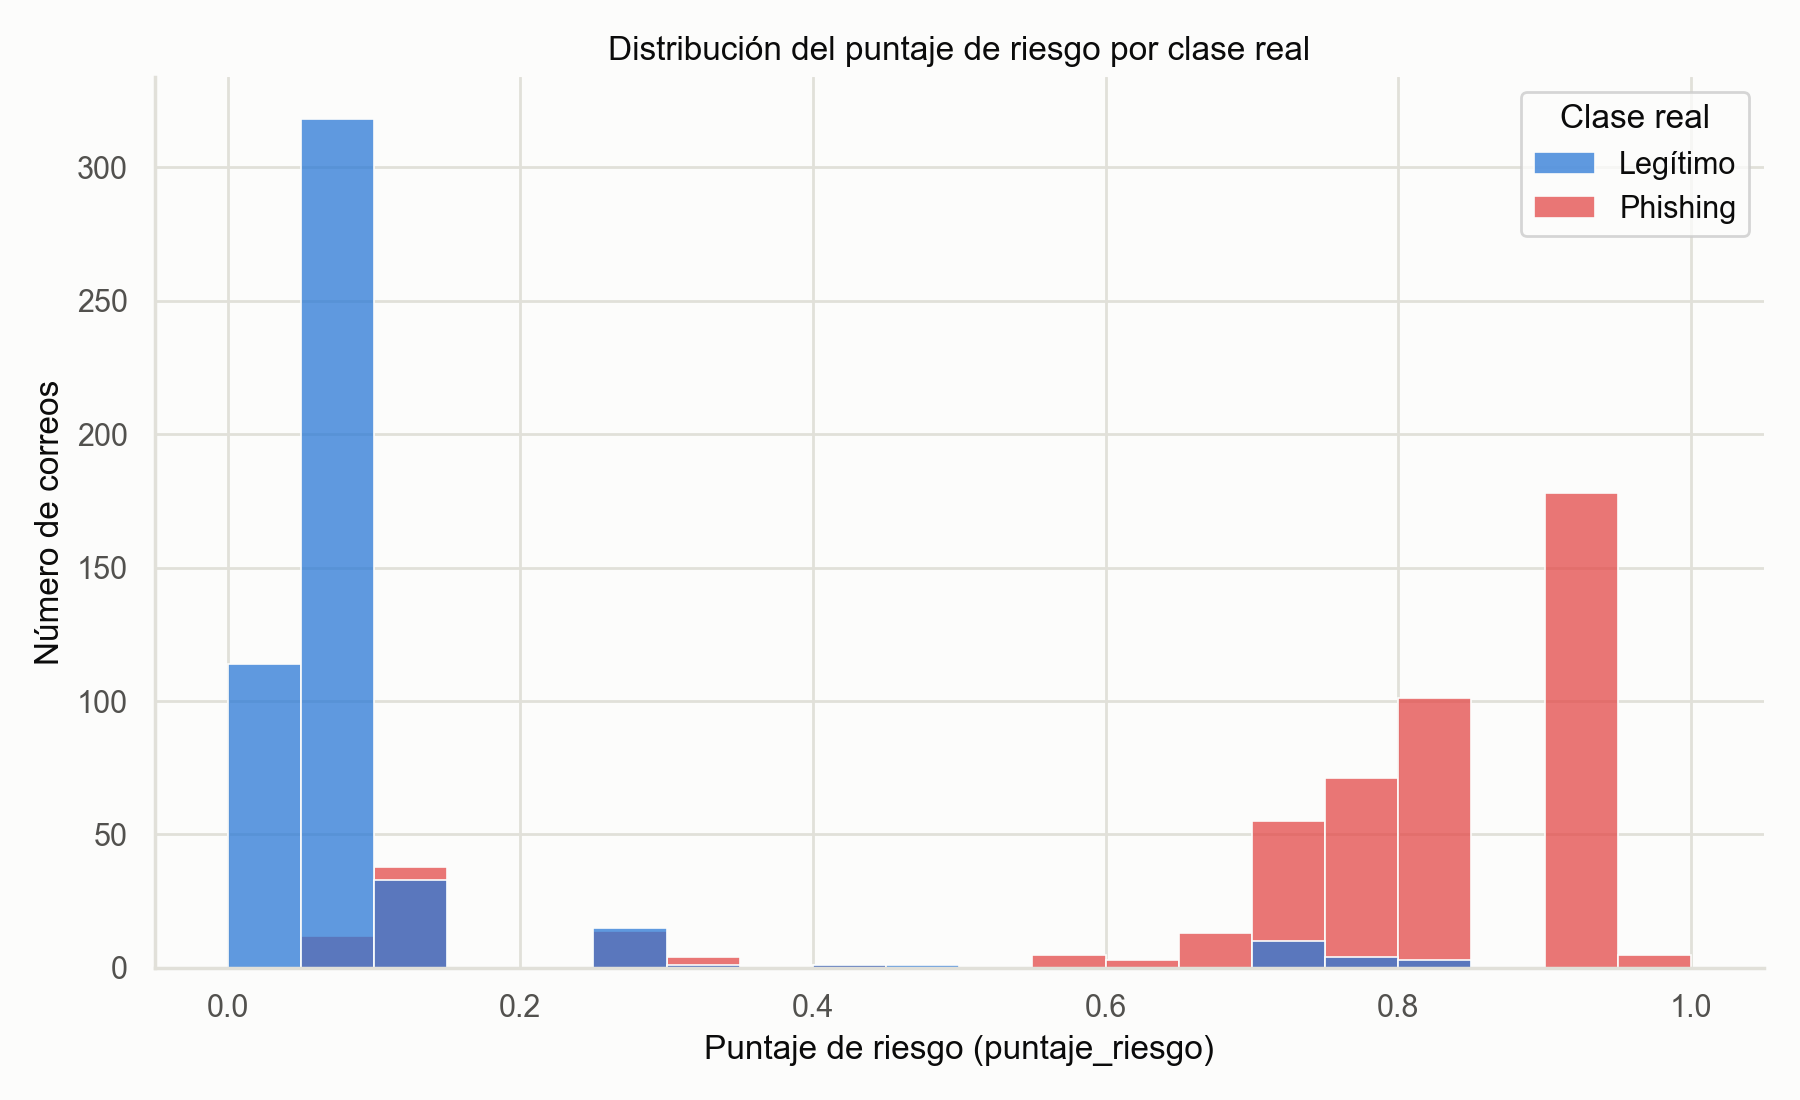 Distribución del puntaje de riesgo por clase real
Clase real
Legítimo
Phishing
Número de correos
300
250
200
150
100
50
0
0.0 0.2 0.4 0.6 0.8 1.0
Puntaje de riesgo (puntaje_riesgo)